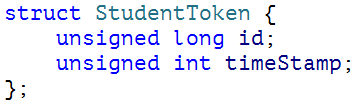 struct StudentToken {
    unsigned long id;
    unsigned int timeStamp;
};